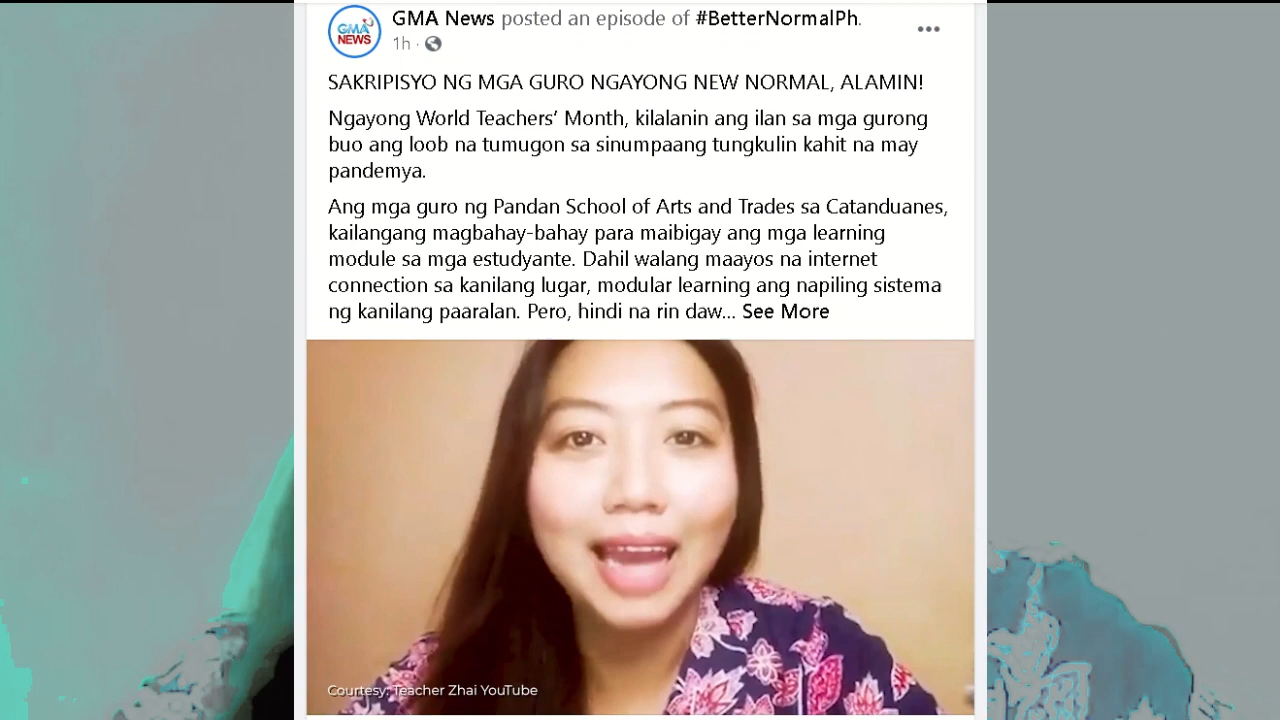 GMA NEWS
GMA News posted an episode of #BetterNormalPh.
1h ·
SAKRIPISYO NG MGA GURO NGAYONG NEW NORMAL, ALAMIN!
Ngayong World Teachers’ Month, kilalanin ang ilan sa mga gurong
buo ang loob na tumugon sa sinumpaang tungkulin kahit na may
pandemya.
Ang mga guro ng Pandan School of Arts and Trades sa Catanduanes,
kailangang magbahay-bahay para maibigay ang mga learning
module sa mga estudyante. Dahil walang maayos na internet
connection sa kanilang lugar, modular learning ang napiling sistema
ng kanilang paaralan. Pero, hindi na rin daw... See More
Courtesy: Teacher Zhai YouTube